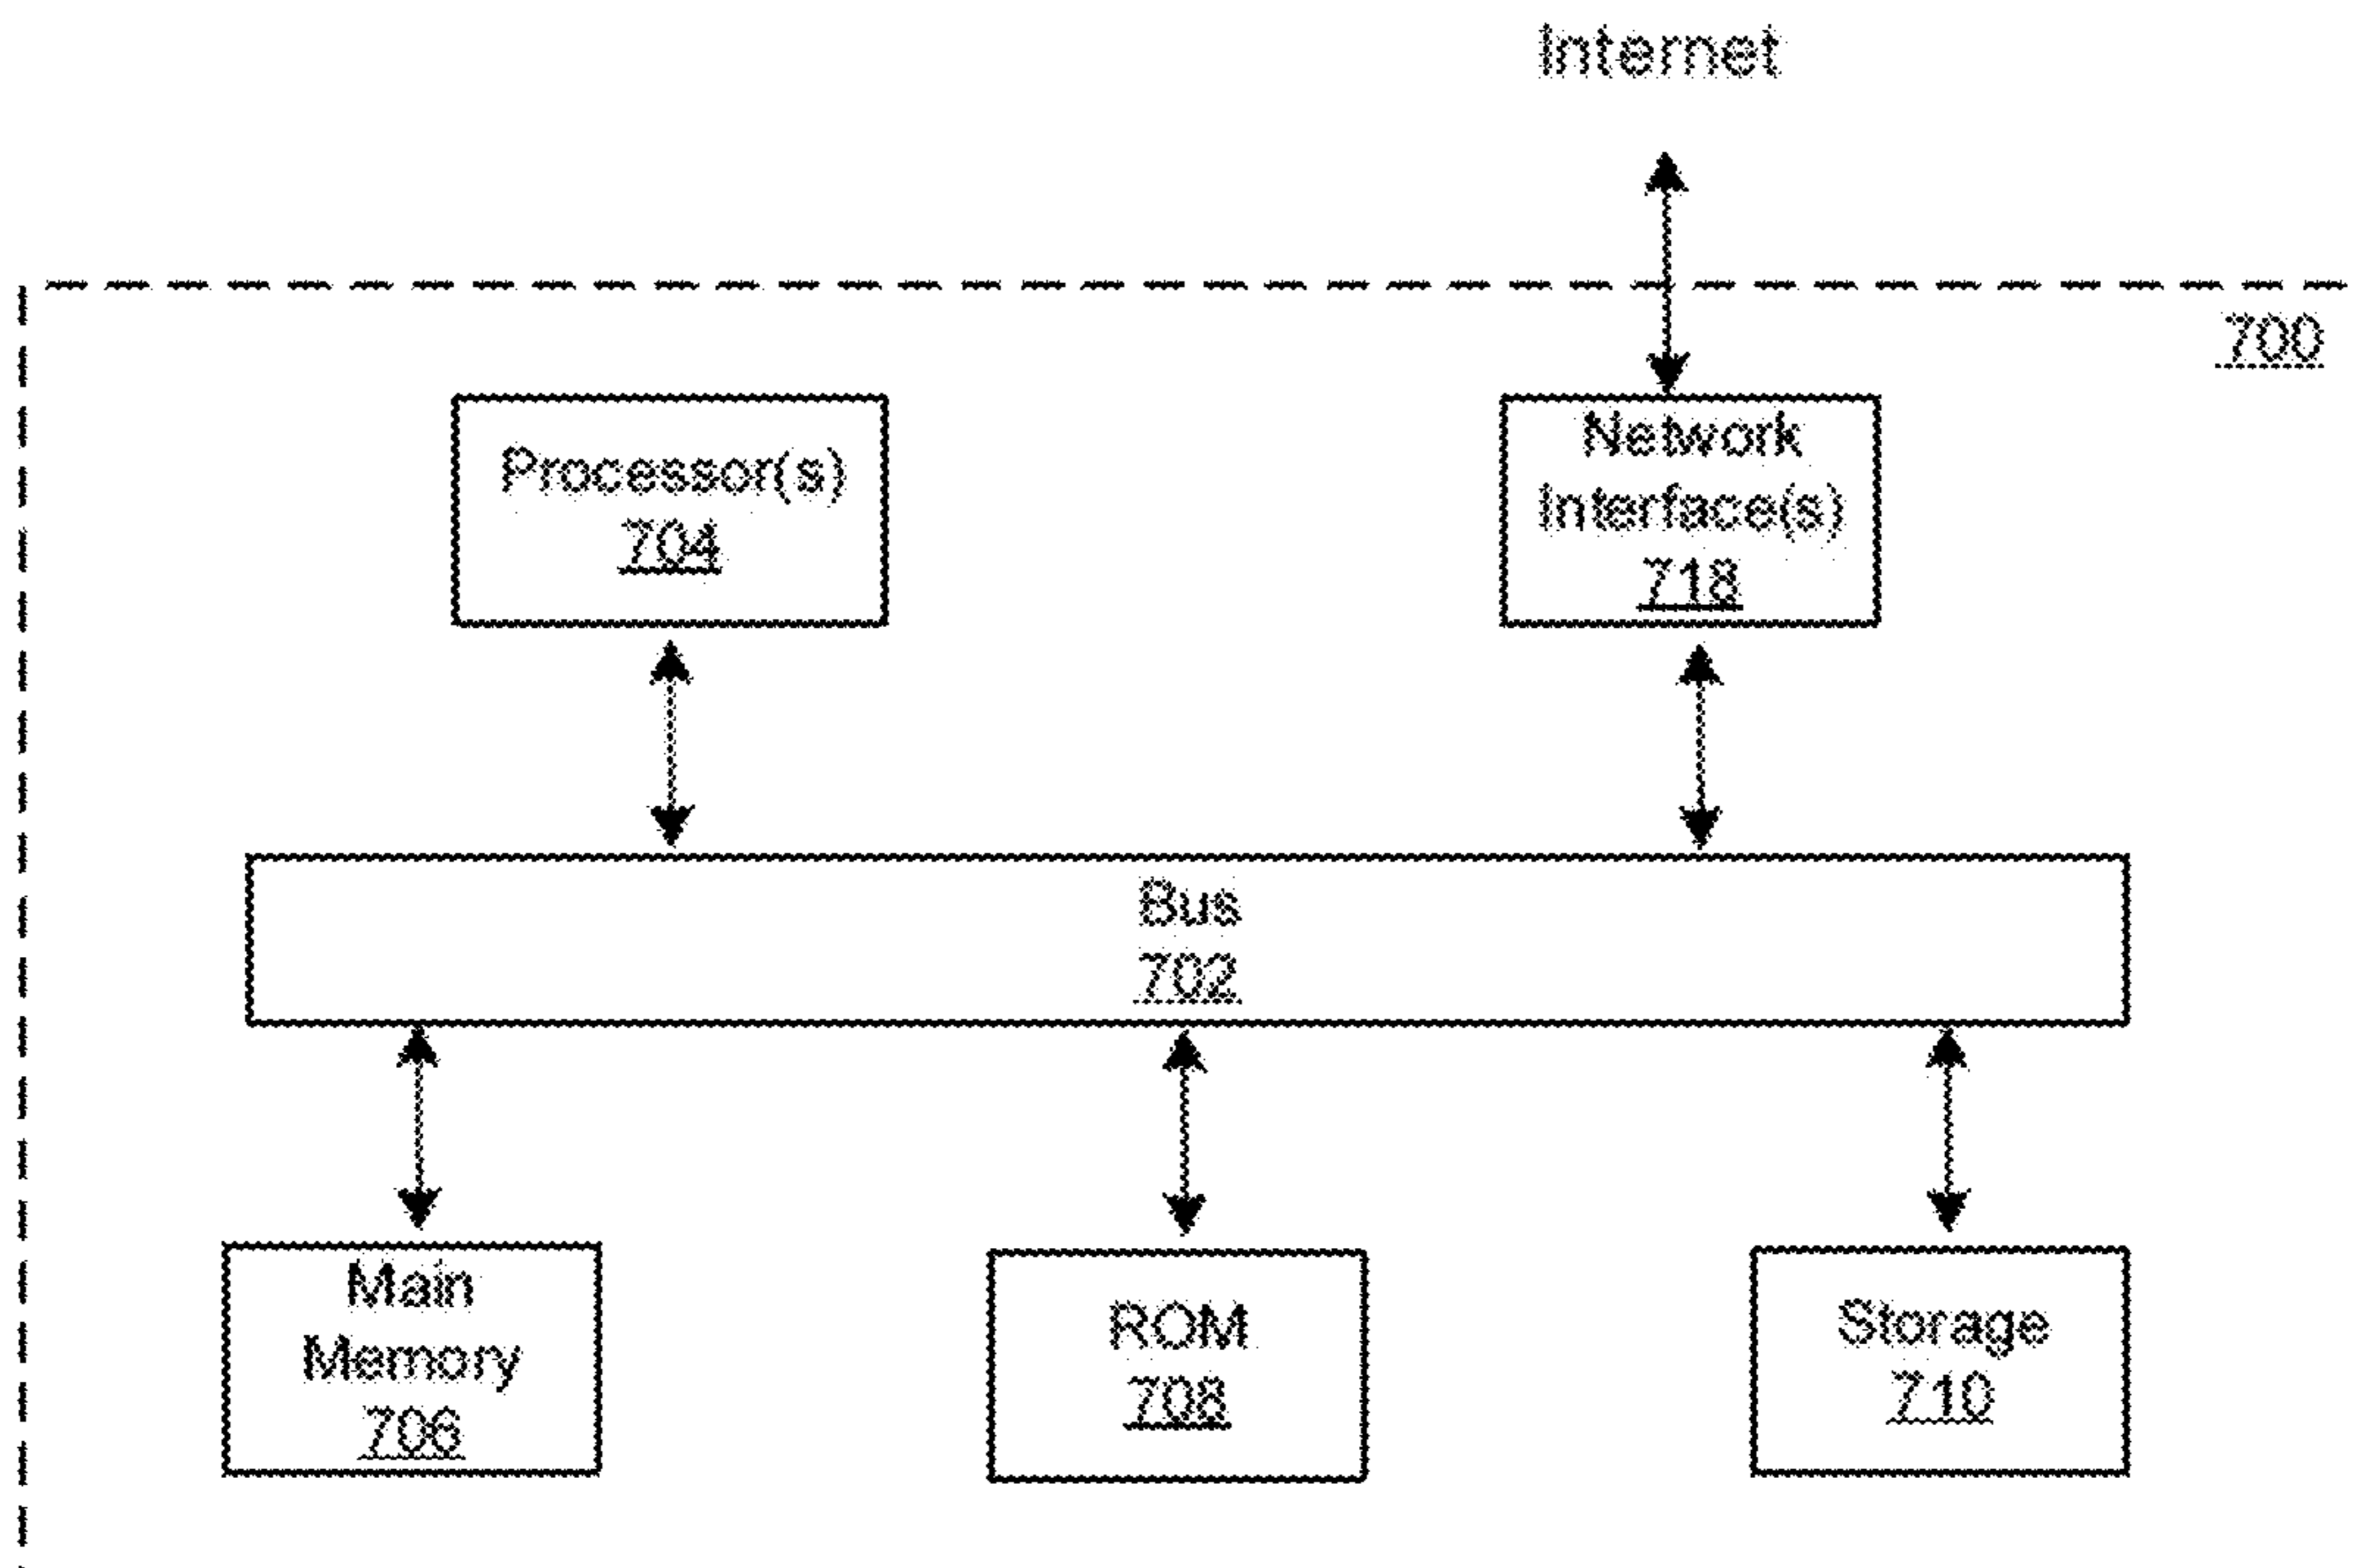 Internet
700
Processor(s)
704
Network
Interface(s)
718
Bus
702
Main
Memory
706
ROM
708
Storage
710